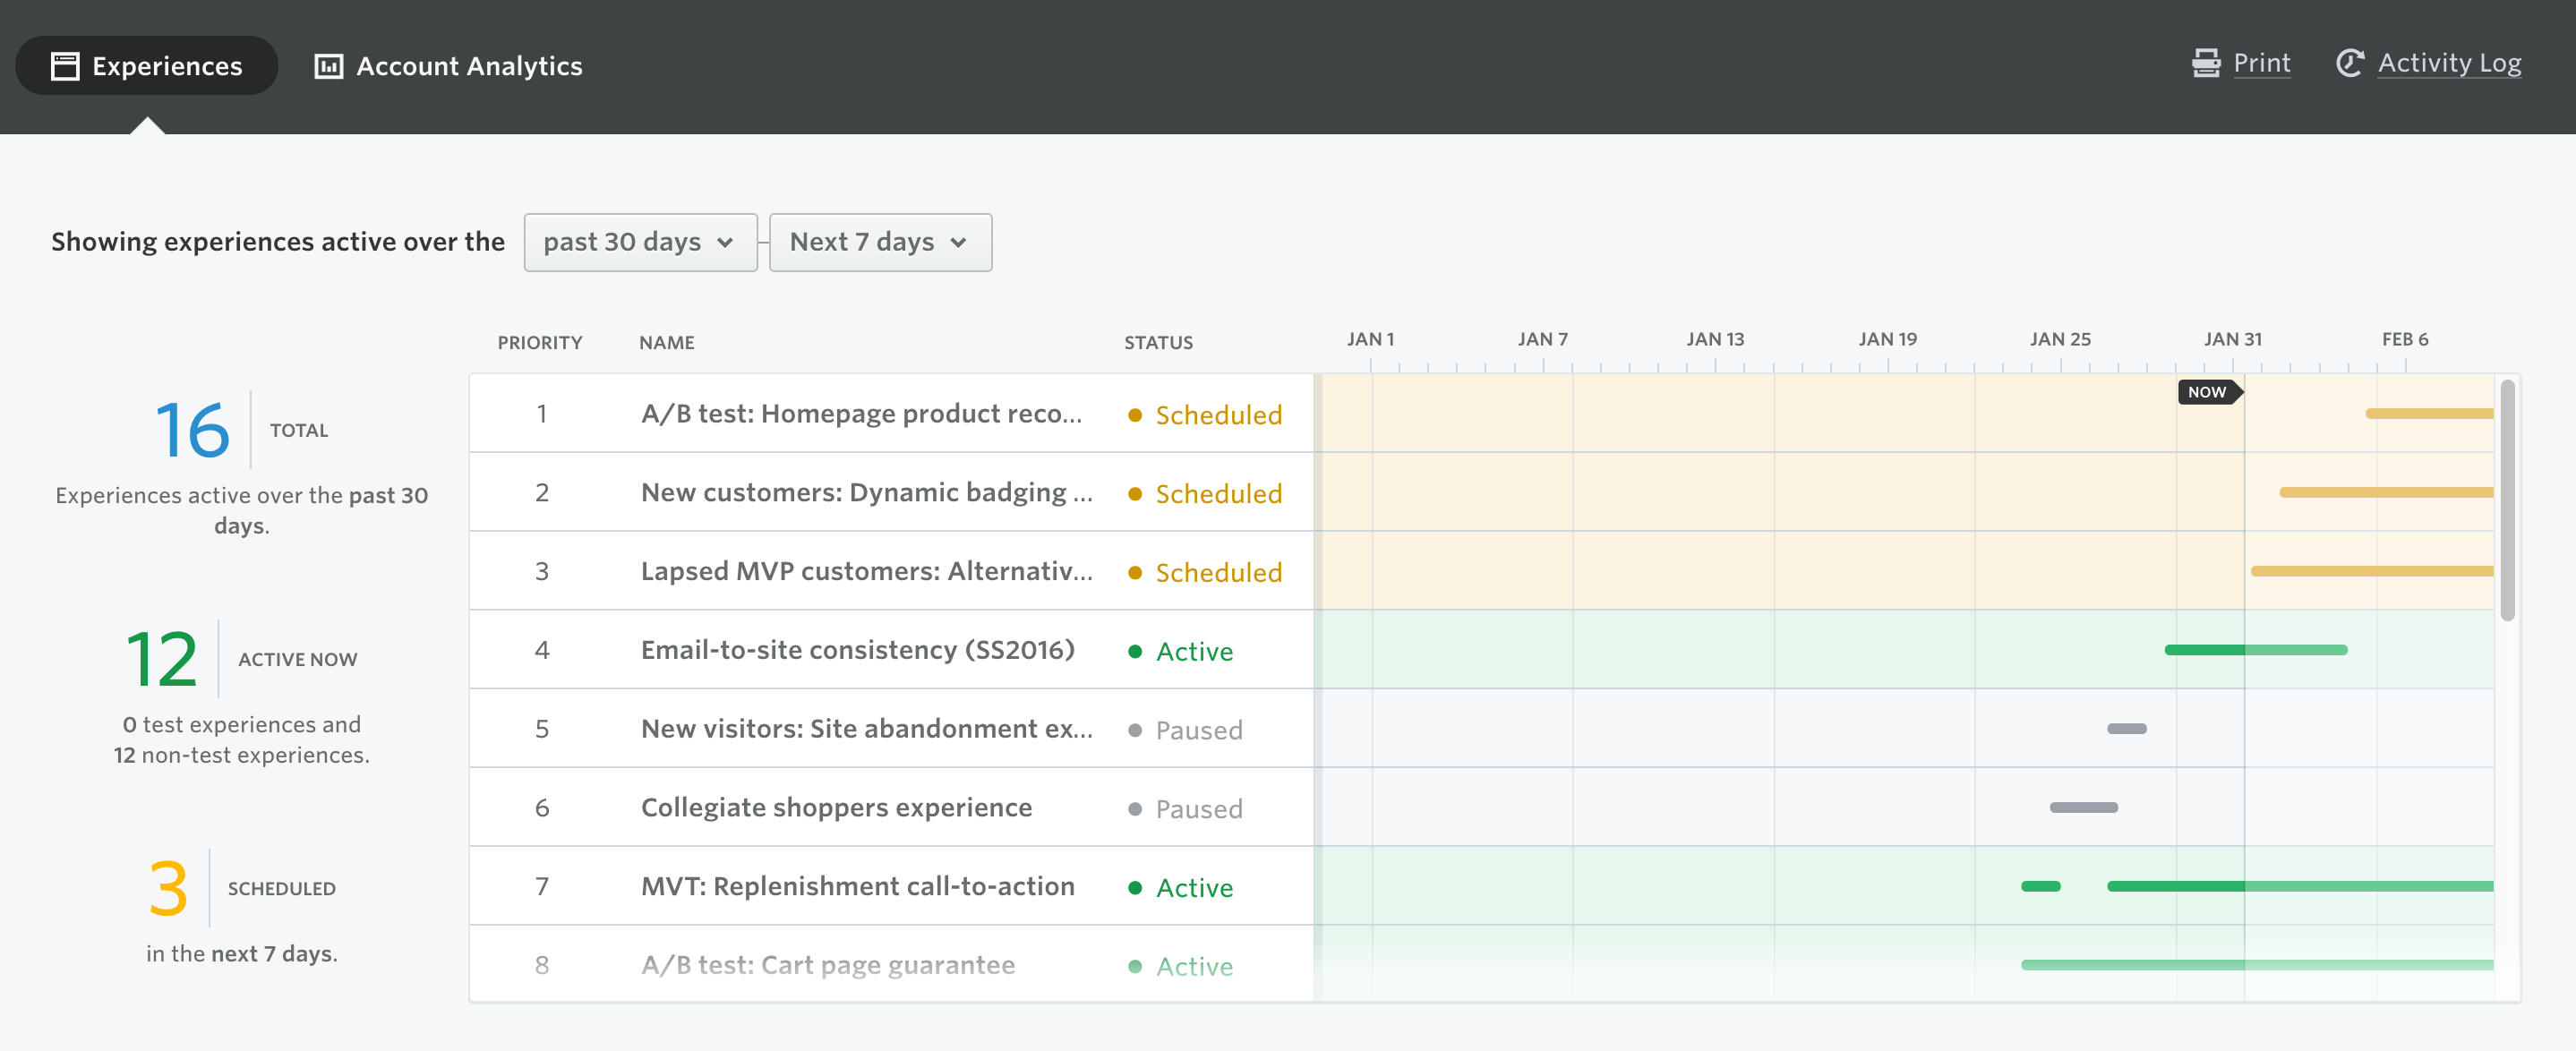 Experiences Account Analytics Print Activity Log
Showing experiences active over the past 30 days Next 7 days
16 TOTAL
Experiences active over the past 30
days.
12 ACTIVE NOW
0 test experiences and
12 non-test experiences.
3 SCHEDULED
in the next 7 days.
PRIORITY NAME STATUS JAN 1 JAN 7 JAN 13 JAN 19 JAN 25 JAN 31 FEB 6
NOW
1 A/B test: Homepage product reco... Scheduled
2 New customers: Dynamic badging ... Scheduled
3 Lapsed MVP customers: Alternativ... Scheduled
4 Email-to-site consistency (SS2016) Active
5 New visitors: Site abandonment ex... Paused
6 Collegiate shoppers experience Paused
7 MVT: Replenishment call-to-action Active
8 A/B test: Cart page guarantee Active